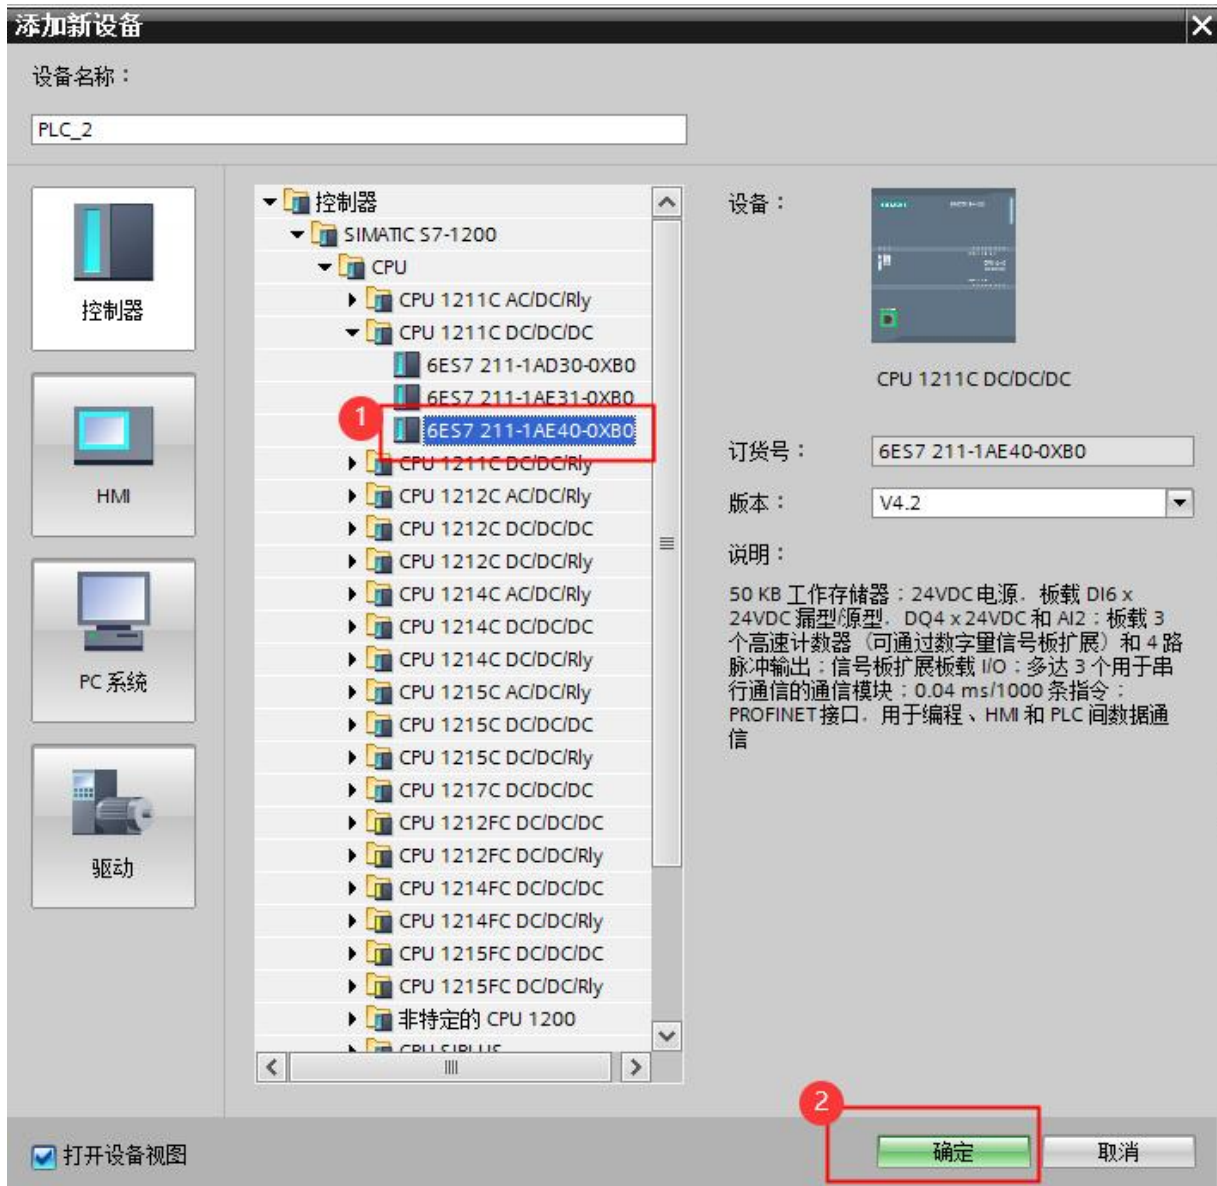 添加新设备
设备名称：
PLC_2
控制器
HMI
PC 系统
驱动
控制器
SIMATIC S7-1200
CPU
CPU 1211C AC/DC/Rly
CPU 1211C DC/DC/DC
6ES7 211-1AD30-0XB0
6ES7 211-1AE31-0XB0
1
6ES7 211-1AE40-0XB0
CPU 1211C DC/DC/Rly
CPU 1212C AC/DC/Rly
CPU 1212C DC/DC/DC
CPU 1212C DC/DC/Rly
CPU 1214C AC/DC/Rly
CPU 1214C DC/DC/DC
CPU 1214C DC/DC/Rly
CPU 1215C AC/DC/Rly
CPU 1215C DC/DC/DC
CPU 1215C DC/DC/Rly
CPU 1217C DC/DC/DC
CPU 1212FC DC/DC/DC
CPU 1212FC DC/DC/Rly
CPU 1214FC DC/DC/DC
CPU 1214FC DC/DC/Rly
CPU 1215FC DC/DC/DC
CPU 1215FC DC/DC/Rly
非特定的 CPU 1200
CPU SIPLUS
设备：
CPU 1211C DC/DC/DC
订货号：
6ES7 211-1AE40-0XB0
版本：
V4.2
说明：
50 KB 工作存储器；24VDC 电源，板载 DI6 x
24VDC 漏型/源型，DQ4 x 24VDC 和 AI2；板载 3
个高速计数器（可通过数字量信号板扩展）和 4 路
脉冲输出；信号板扩展板载 I/O；多达 3 个用于串
行通信的通信模块；0.04 ms/1000 条指令；
PROFINET 接口，用于编程、HMI 和 PLC 间数据通
信
2
打开设备视图
确定
取消